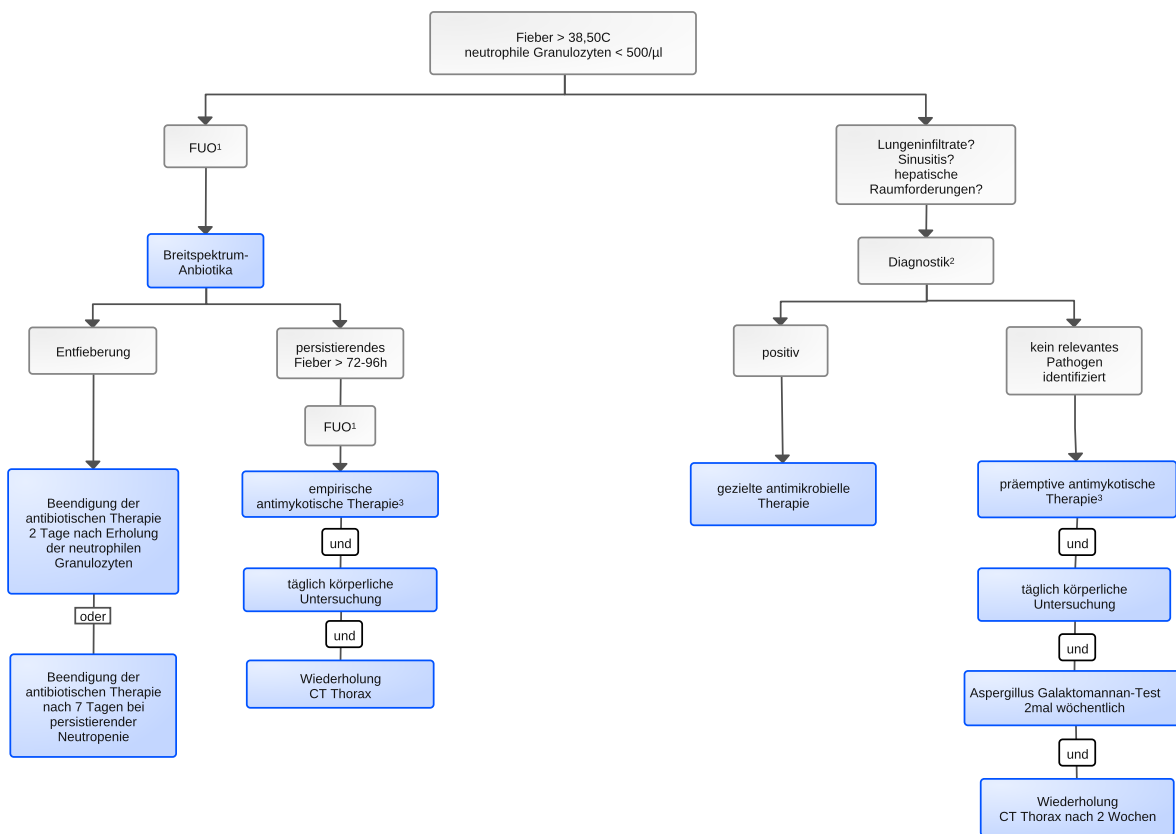 Fieber > 38,50C
neutrophile Granulozyten < 500/µl
FUO¹
Lungeninfiltrate?
Sinusitis?
hepatische
Raumforderungen?
Breitspektrum-
Anbiotika
Diagnostik²
Entfieberung
persistierendes
Fieber > 72-96h
positiv
kein relevantes
Pathogen
identifiziert
FUO¹
Beendigung der
antibiotischen Therapie
2 Tage nach Erholung
der neutrophilen
Granulozyten
oder
Beendigung der
antibiotischen Therapie
nach 7 Tagen bei
persistierender
Neutropenie
empirische
antimykotische Therapie³
und
täglich körperliche
Untersuchung
und
Wiederholung
CT Thorax
gezielte antimikrobielle
Therapie
präemptive antimykotische
Therapie³
und
täglich körperliche
Untersuchung
und
Aspergillus Galaktomannan-Test
2mal wöchentlich
und
Wiederholung
CT Thorax nach 2 Wochen